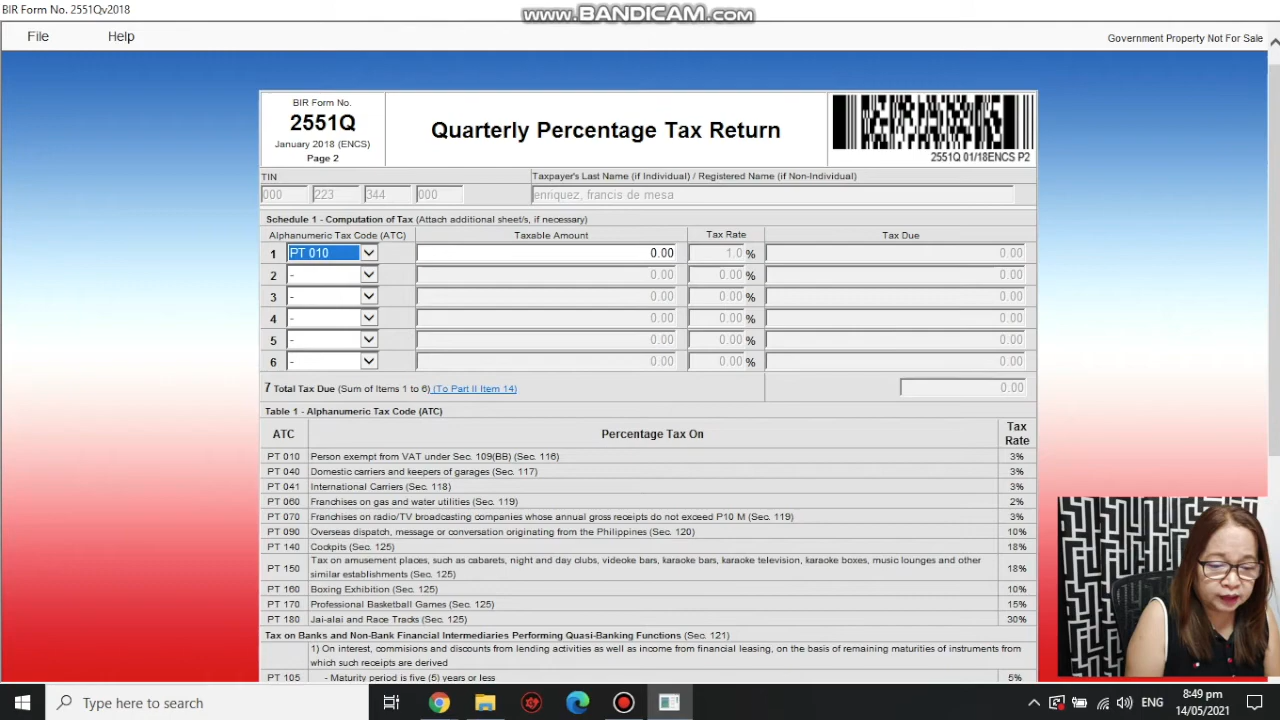 BIR Form No. 2551Qv2018
www.BANDICAM.com
File Help
Government Property Not For Sale
BIR Form No.
2551Q
January 2018 (ENCS)
Page 2
Quarterly Percentage Tax Return
2551Q 01/18ENCS P2
TIN
Taxpayer's Last Name (if Individual) / Registered Name (if Non-Individual)
000 223 344 000 enriquez, francis de mesa
Schedule 1 - Computation of Tax (Attach additional sheet/s, if necessary)
Alphanumeric Tax Code (ATC) Taxable Amount Tax Rate Tax Due
1 PT 010 0.00 1.0 % 0.00
2 - 0.00 0.00 % 0.00
3 - 0.00 0.00 % 0.00
4 - 0.00 0.00 % 0.00
5 - 0.00 0.00 % 0.00
6 - 0.00 0.00 % 0.00
7 Total Tax Due (Sum of Items 1 to 6) (To Part II Item 14) 0.00
Table 1 - Alphanumeric Tax Code (ATC)
ATC Percentage Tax On Tax Rate
PT 010 Person exempt from VAT under Sec. 109(BB) (Sec. 116) 3%
PT 040 Domestic carriers and keepers of garages (Sec. 117) 3%
PT 041 International Carriers (Sec. 118) 3%
PT 060 Franchises on gas and water utilities (Sec. 119) 2%
PT 070 Franchises on radio/TV broadcasting companies whose annual gross receipts do not exceed P10 M (Sec. 119) 3%
PT 090 Overseas dispatch, message or conversation originating from the Philippines (Sec. 120) 10%
PT 140 Cockpits (Sec. 125) 18%
PT 150 Tax on amusement places, such as cabarets, night and day clubs, videoke bars, karaoke bars, karaoke television, karaoke boxes, music lounges and other
similar establishments (Sec. 125) 18%
PT 160 Boxing Exhibition (Sec. 125) 10%
PT 170 Professional Basketball Games (Sec. 125) 15%
PT 180 Jai-alai and Race Tracks (Sec. 125) 30%
Tax on Banks and Non-Bank Financial Intermediaries Performing Quasi-Banking Functions (Sec. 121)
1) On interest, commisions and discounts from lending activities as well as income from financial leasing, on the basis of remaining maturities of instruments from
which such receipts are derived
PT 105 - Maturity period is five (5) years or less 5%
Type here to search
ENG
8:49 pm
14/05/2021